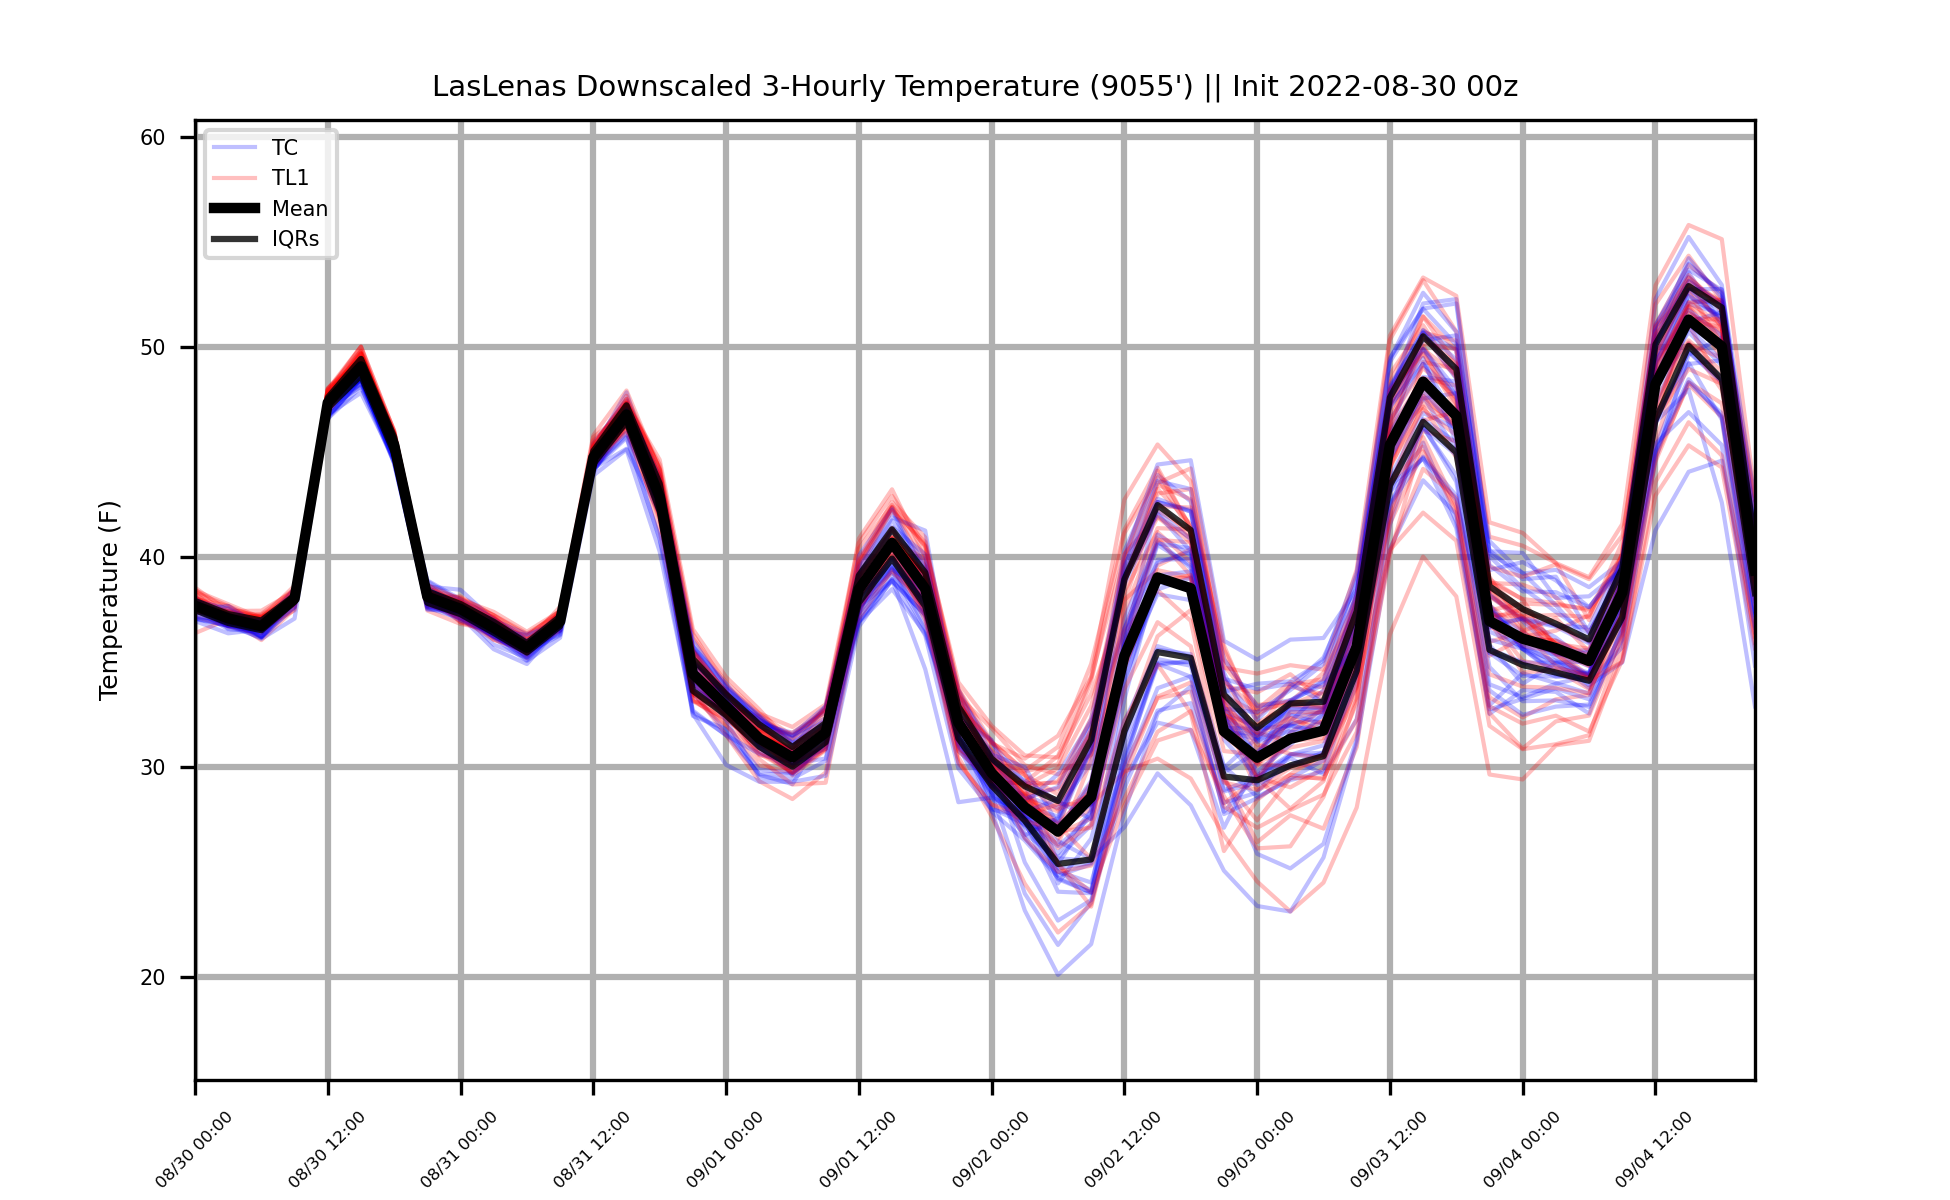 LasLenas Downscaled 3-Hourly Temperature (9055') || Init 2022-08-30 00z
TC
TL1
Mean
IQRs
Temperature (F)
60
50
40
30
20
08/30 00:00
08/30 12:00
08/31 00:00
08/31 12:00
09/01 00:00
09/01 12:00
09/02 00:00
09/02 12:00
09/03 00:00
09/03 12:00
09/04 00:00
09/04 12:00